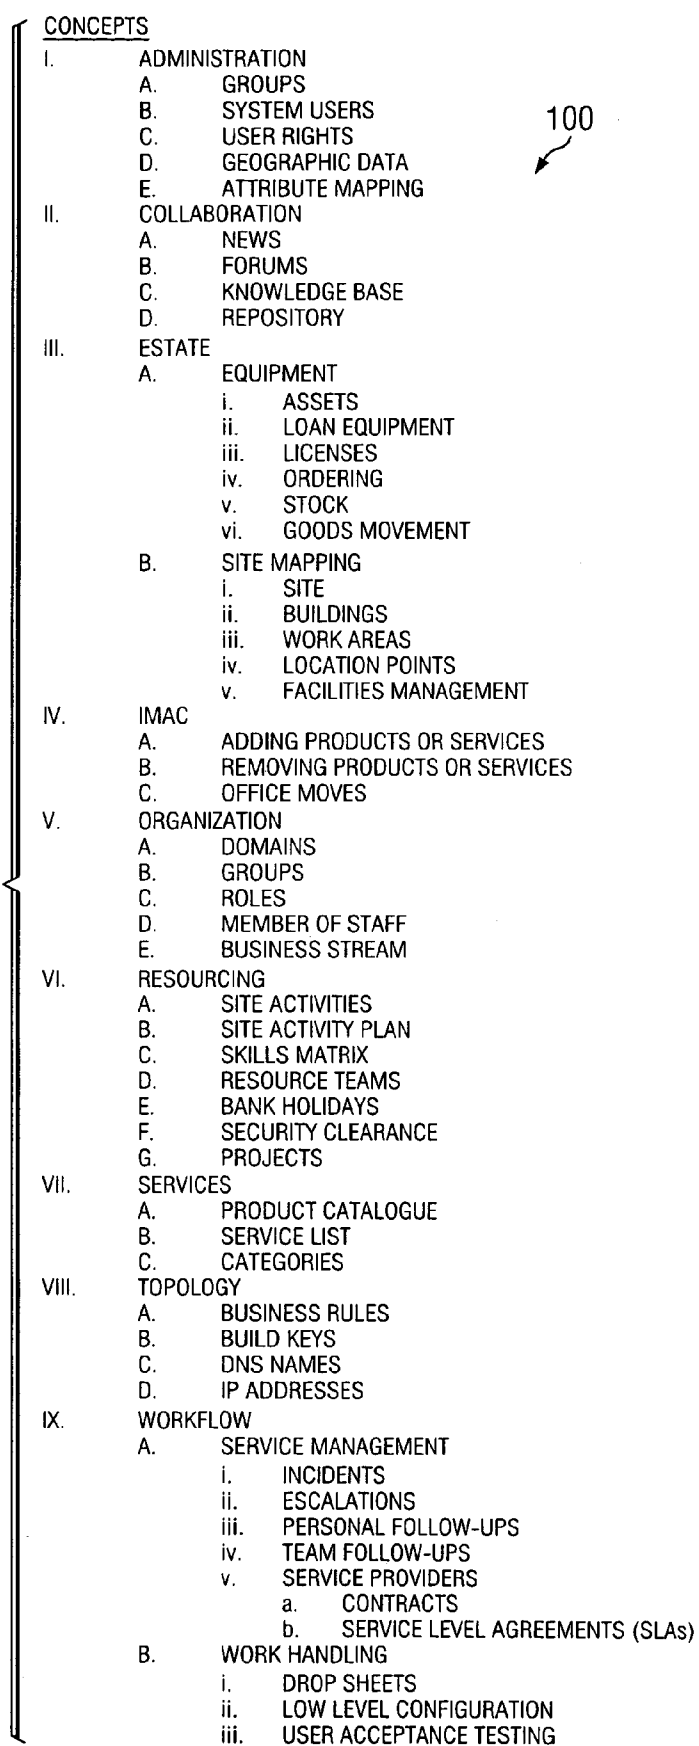 CONCEPTS
I. ADMINISTRATION
A. GROUPS
B. SYSTEM USERS
100
C. USER RIGHTS
D. GEOGRAPHIC DATA
E. ATTRIBUTE MAPPING
II. COLLABORATION
A. NEWS
B. FORUMS
C. KNOWLEDGE BASE
D. REPOSITORY
III. ESTATE
A. EQUIPMENT
i. ASSETS
ii. LOAN EQUIPMENT
iii. LICENSES
iv. ORDERING
v. STOCK
vi. GOODS MOVEMENT
B. SITE MAPPING
i. SITE
ii. BUILDINGS
iii. WORK AREAS
iv. LOCATION POINTS
v. FACILITIES MANAGEMENT
IV. IMAC
A. ADDING PRODUCTS OR SERVICES
B. REMOVING PRODUCTS OR SERVICES
C. OFFICE MOVES
V. ORGANIZATION
A. DOMAINS
B. GROUPS
C. ROLES
D. MEMBER OF STAFF
E. BUSINESS STREAM
VI. RESOURCING
A. SITE ACTIVITIES
B. SITE ACTIVITY PLAN
C. SKILLS MATRIX
D. RESOURCE TEAMS
E. BANK HOLIDAYS
F. SECURITY CLEARANCE
G. PROJECTS
VII. SERVICES
A. PRODUCT CATALOGUE
B. SERVICE LIST
C. CATEGORIES
VIII. TOPOLOGY
A. BUSINESS RULES
B. BUILD KEYS
C. DNS NAMES
D. IP ADDRESSES
IX. WORKFLOW
A. SERVICE MANAGEMENT
i. INCIDENTS
ii. ESCALATIONS
iii. PERSONAL FOLLOW-UPS
iv. TEAM FOLLOW-UPS
v. SERVICE PROVIDERS
a. CONTRACTS
b. SERVICE LEVEL AGREEMENTS (SLAs)
B. WORK HANDLING
i. DROP SHEETS
ii. LOW LEVEL CONFIGURATION
iii. USER ACCEPTANCE TESTING